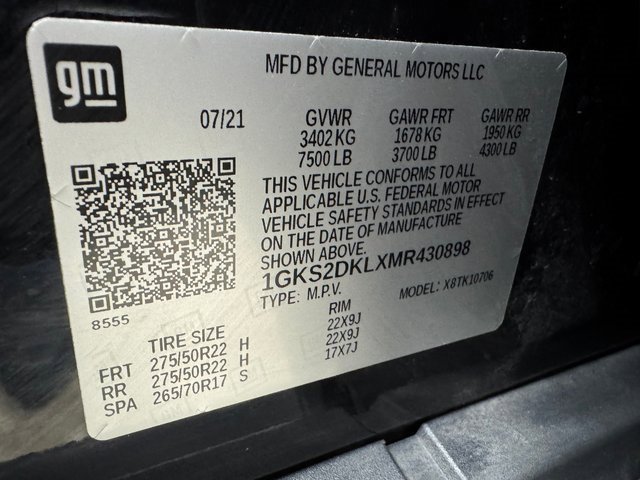 gm
MFD BY GENERAL MOTORS LLC
07/21 GVWR GAWR FRT GAWR RR
3402 KG 1678 KG 1950 KG
7500 LB 3700 LB 4300 LB
THIS VEHICLE CONFORMS TO ALL
APPLICABLE U.S. FEDERAL MOTOR
VEHICLE SAFETY STANDARDS IN EFFECT
ON THE DATE OF MANUFACTURE
SHOWN ABOVE.
1GKS2DKLXMR430898
TYPE: M.P.V. MODEL: X8TK10706
8555
TIRE SIZE RIM
FRT 275/50R22 H 22X9J
RR 275/50R22 H 22X9J
SPA 265/70R17 S 17X7J